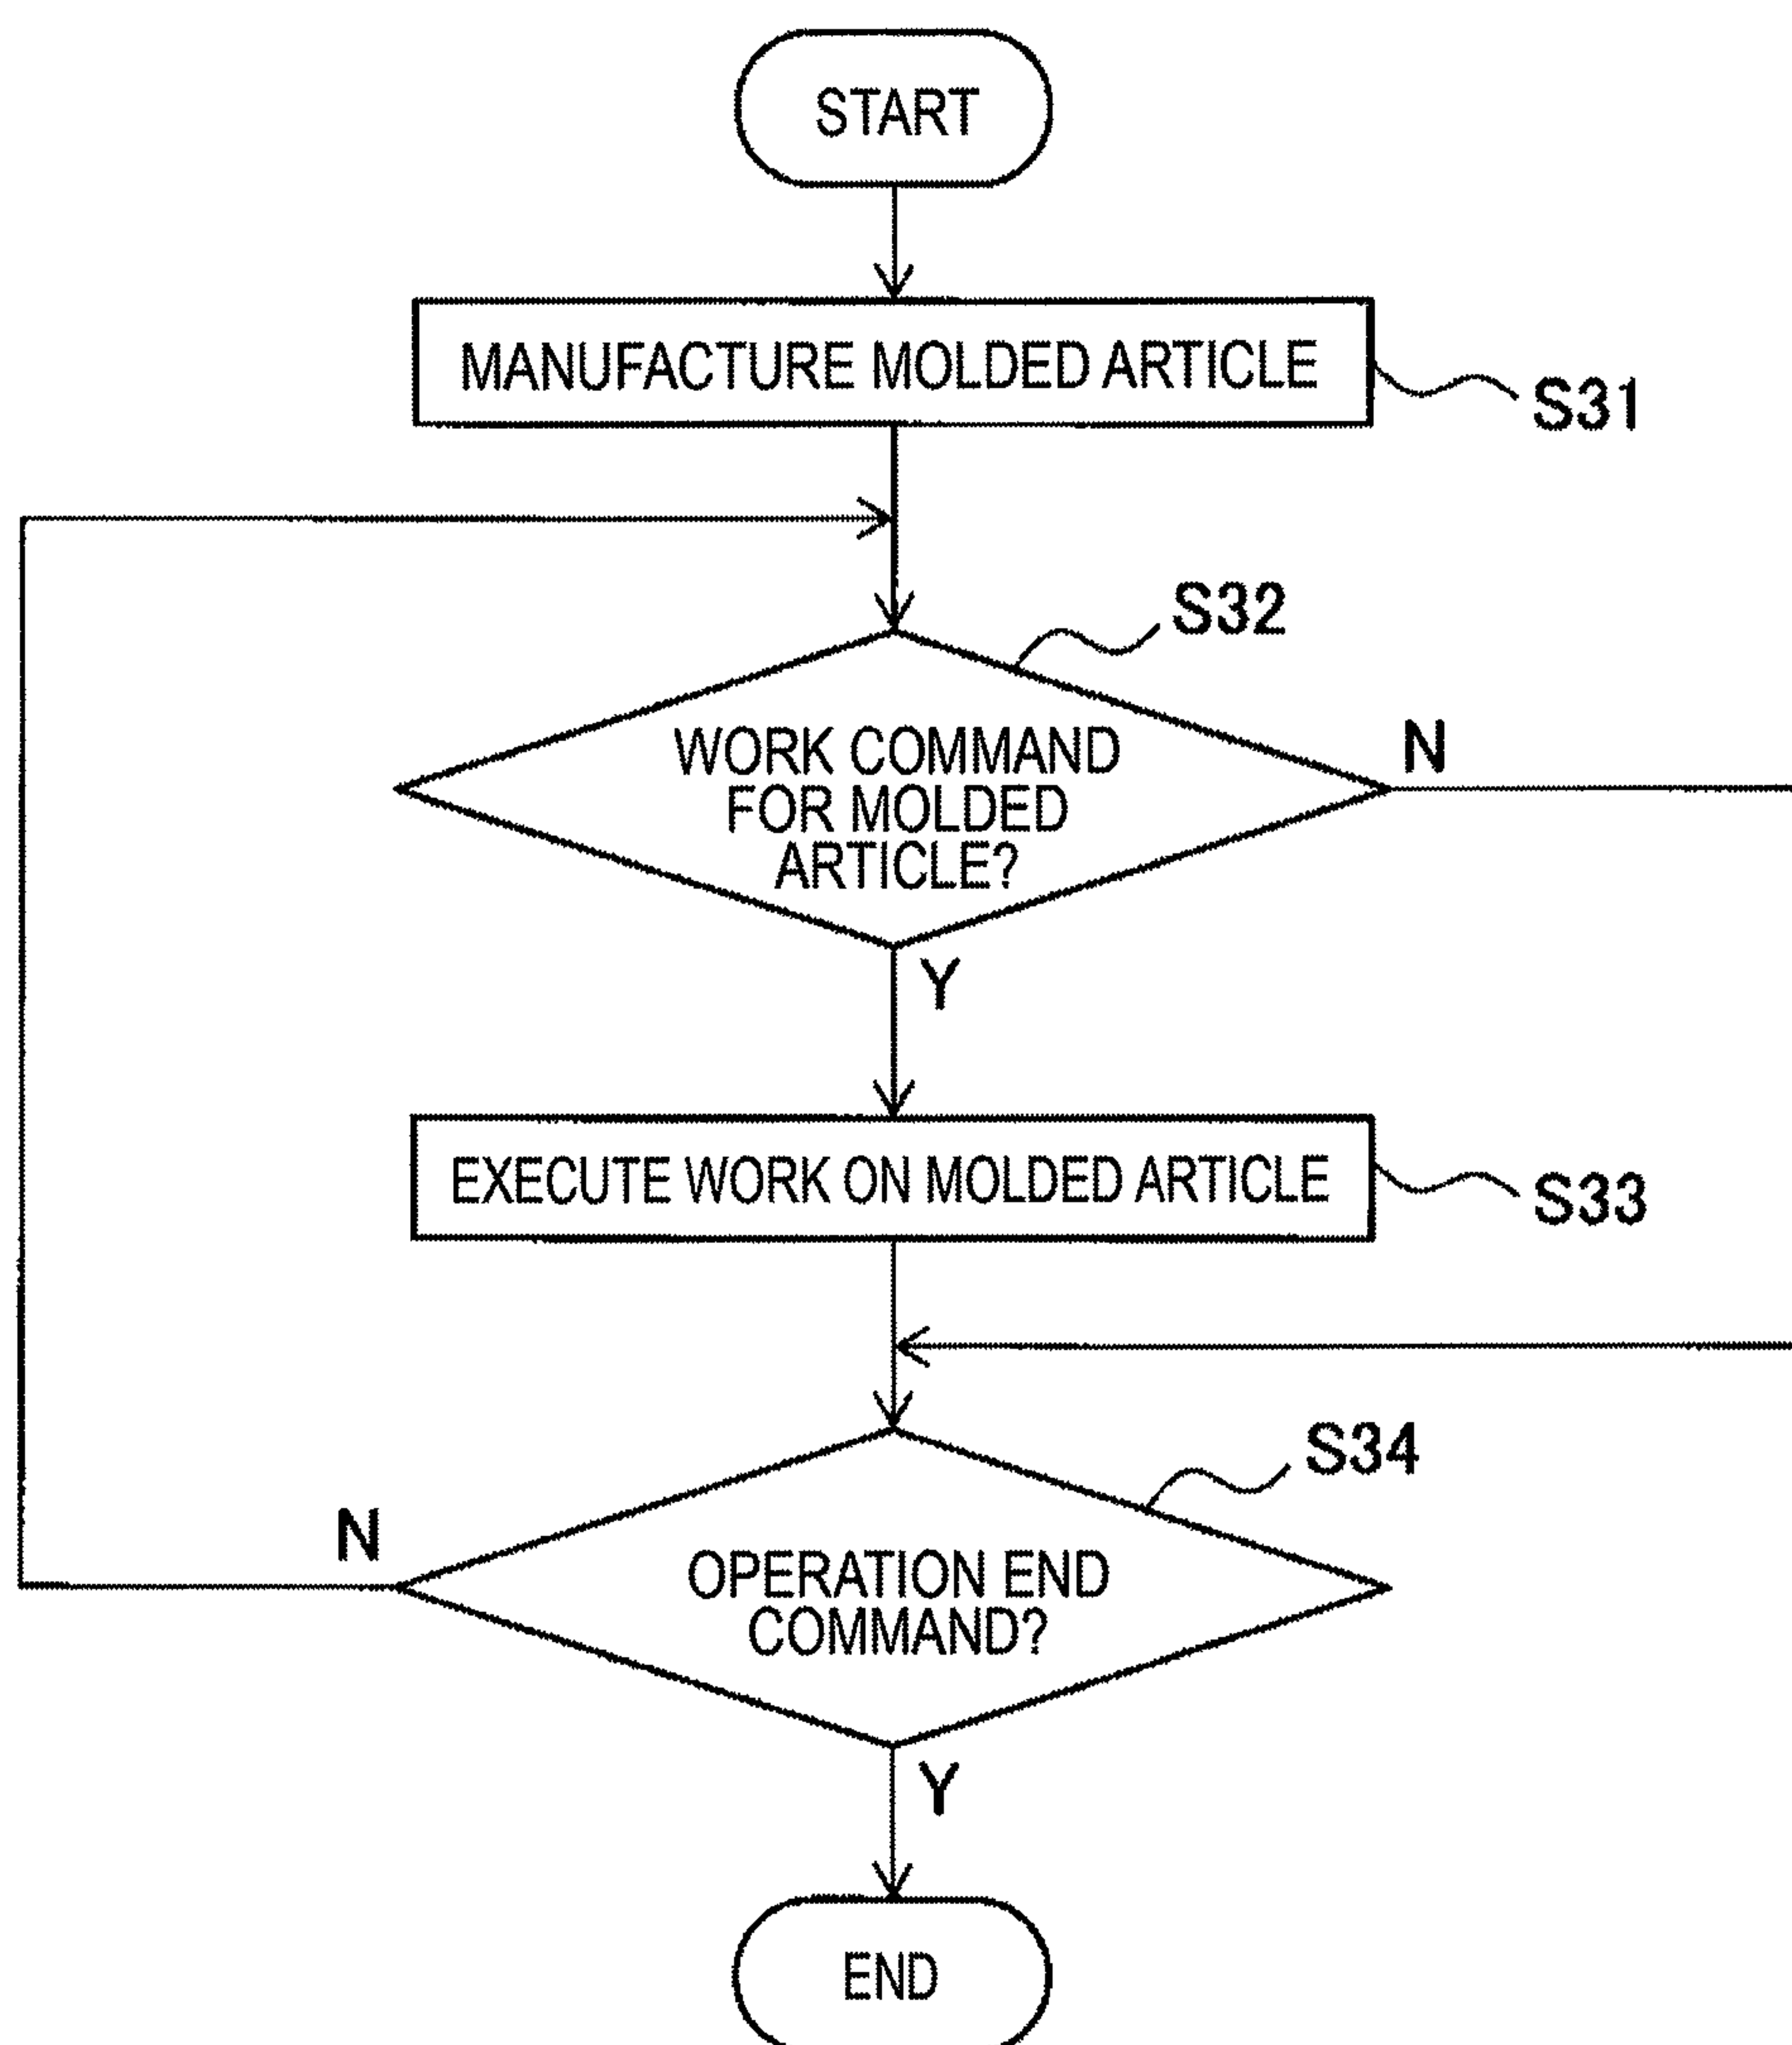 START
MANUFACTURE MOLDED ARTICLE
S31
S32
WORK COMMAND
FOR MOLDED
ARTICLE?
N
Y
EXECUTE WORK ON MOLDED ARTICLE
S33
S34
N
OPERATION END
COMMAND?
Y
END